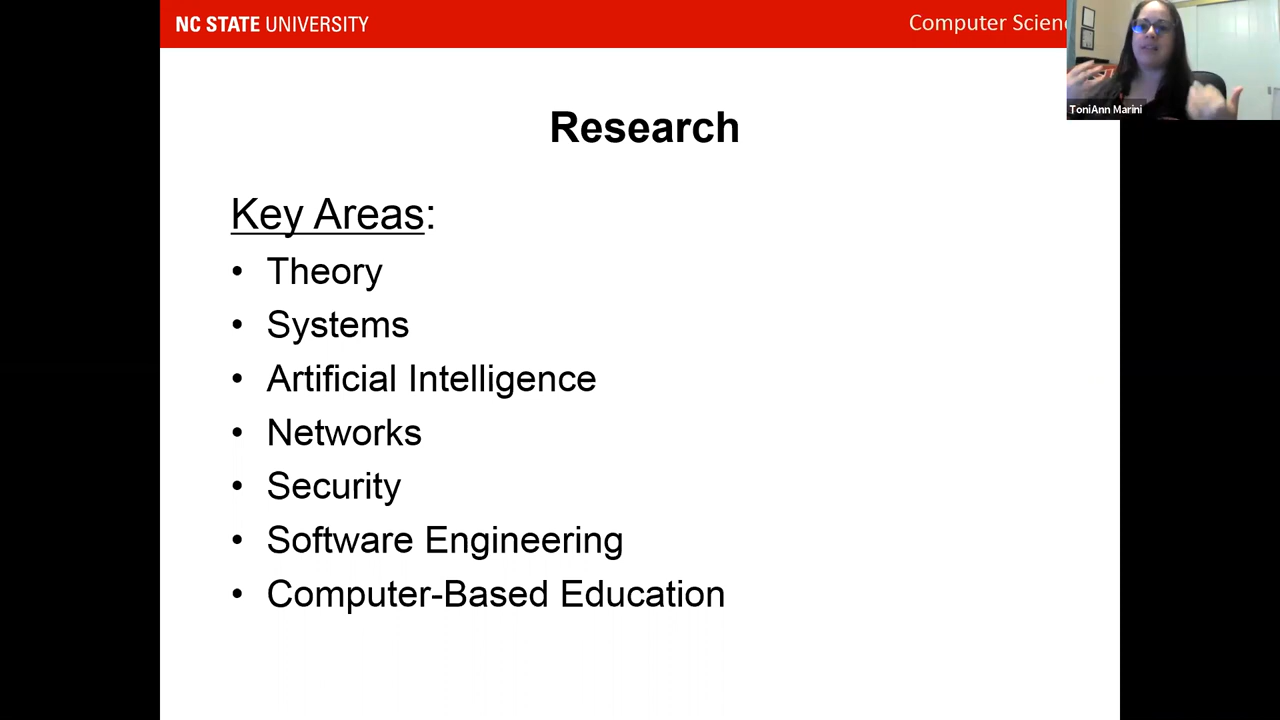 NC STATE UNIVERSITY
Computer Scien
ToniAnn Marini
Research
Key Areas:
• Theory
• Systems
• Artificial Intelligence
• Networks
• Security
• Software Engineering
• Computer-Based Education